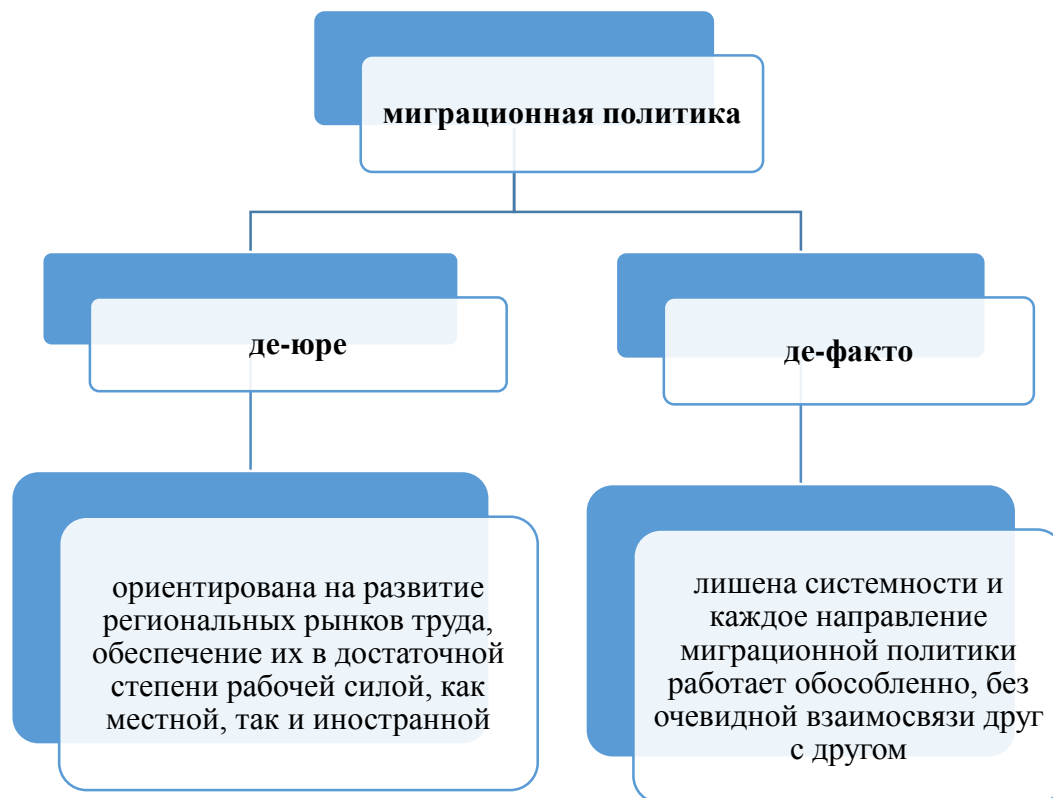 миграционная политика
де-юре
де-факто
ориентирована на развитие
региональных рынков труда,
обеспечение их в достаточной
степени рабочей силой, как
местной, так и иностранной
лишена системности и
каждое направление
миграционной политики
работает обособленно, без
очевидной взаимосвязи друг
с другом